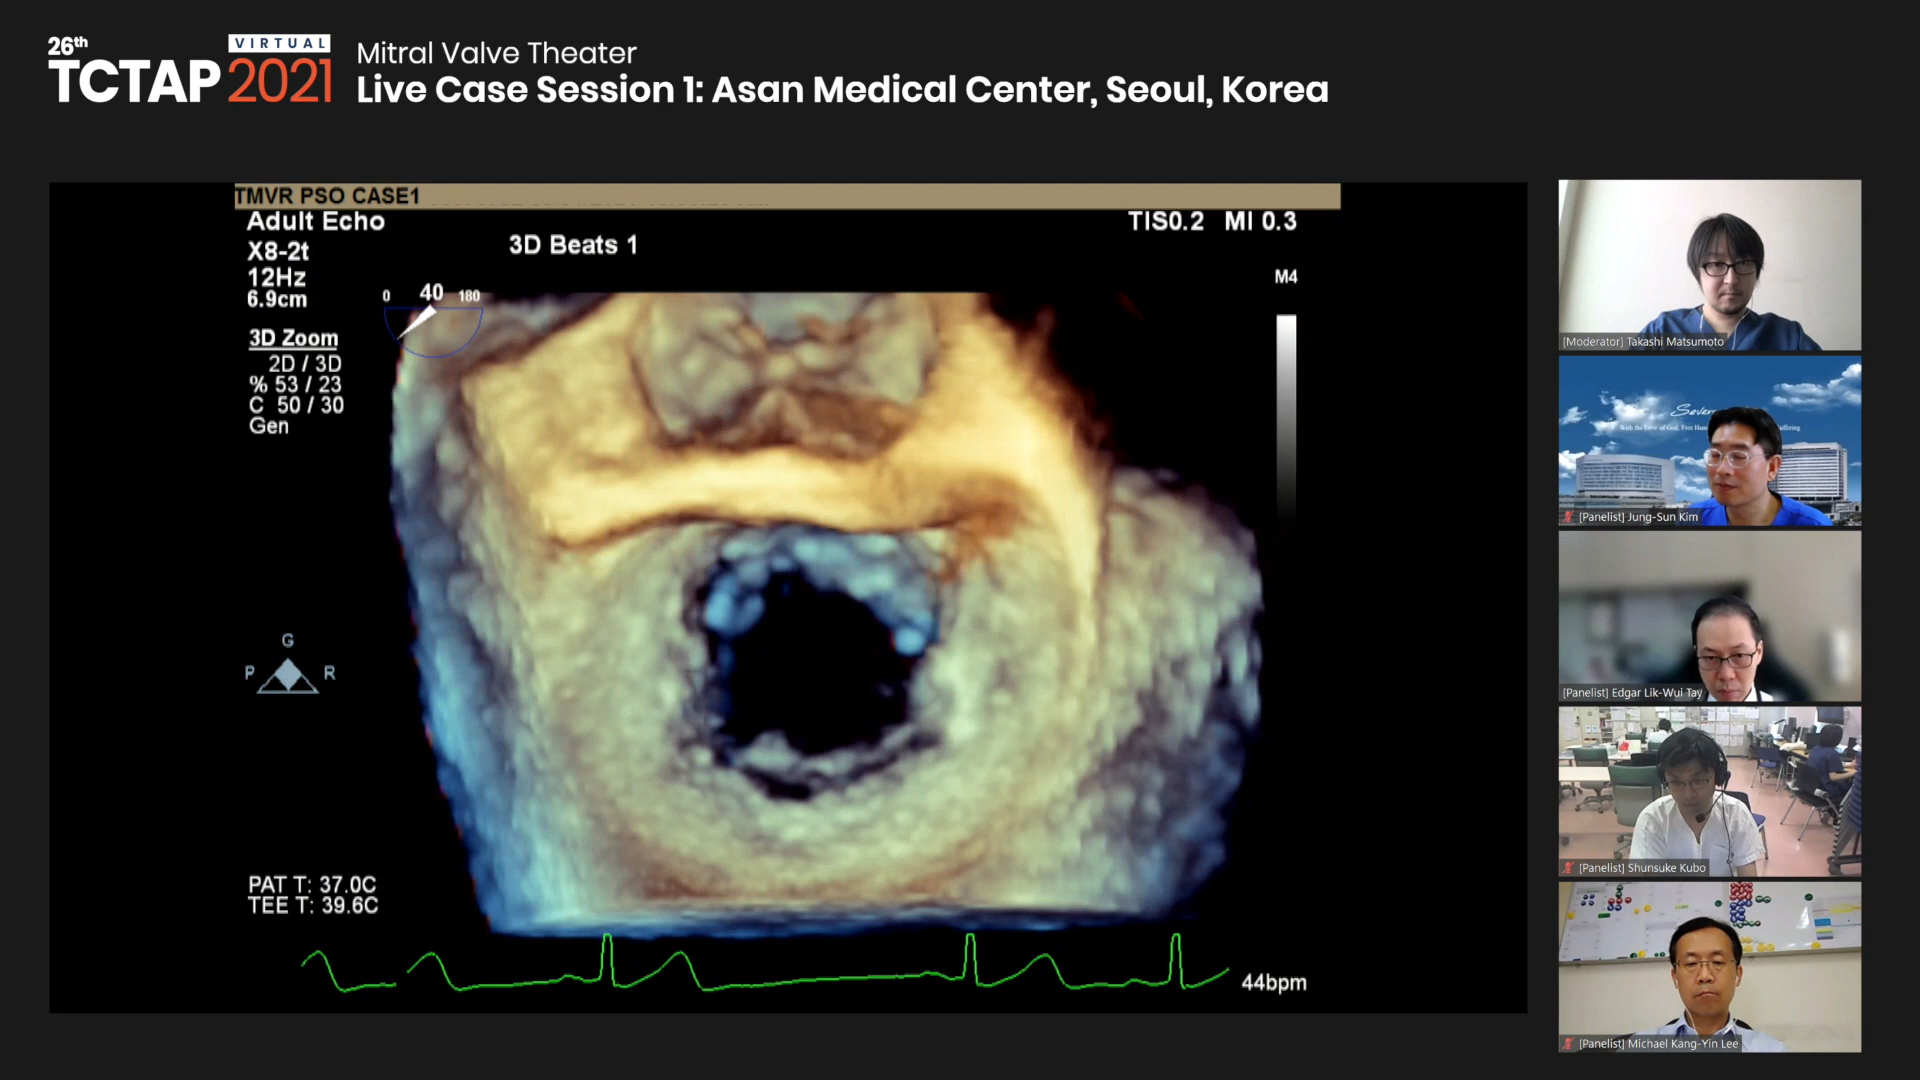 26th
TCTAP
VIRTUAL
2021
Mitral Valve Theater
Live Case Session 1: Asan Medical Center, Seoul, Korea
TMVR PSO CASE1
Adult Echo
X8-2t
12Hz
6.9cm
3D Beats 1
TIS0.2 MI 0.3
M4
0 40 180
3D Zoom
2D / 3D
% 53 / 23
C 50 / 30
Gen
G
P R
PAT T: 37.0C
TEE T: 39.6C
44bpm
[Moderator] Takashi Matsumoto
[Panelist] Jung-Sun Kim
[Panelist] Edgar Lik-Wui Tay
[Panelist] Shunsuke Kubo
[Panelist] Michael Kang-Yin Lee